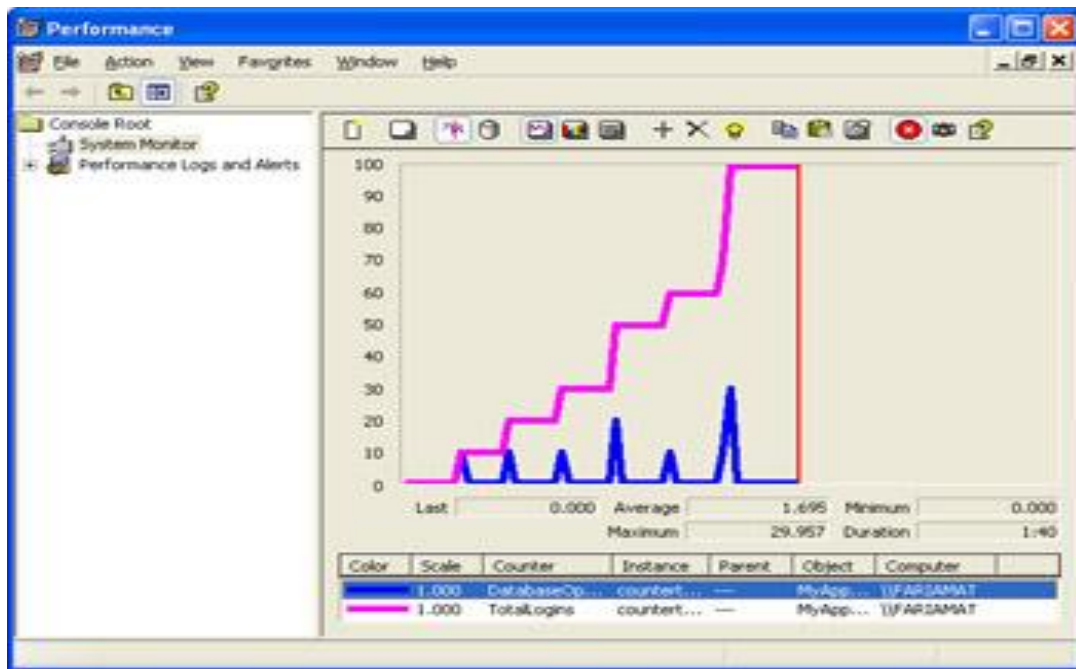 Performance
File Action View Favorites Window Help
Console Root
System Monitor
Performance Logs and Alerts
100
90
80
70
60
50
40
30
20
10
0
Last 0.000 Average 1.695 Minimum 0.000
Maximum 29.957 Duration 1:40
Color Scale Counter Instance Parent Object Computer
1.000 DatabaseOp... countert... --- MyApp... \\FARIAMAT
1.000 TotalLogins countert... --- MyApp... \\FARIAMAT